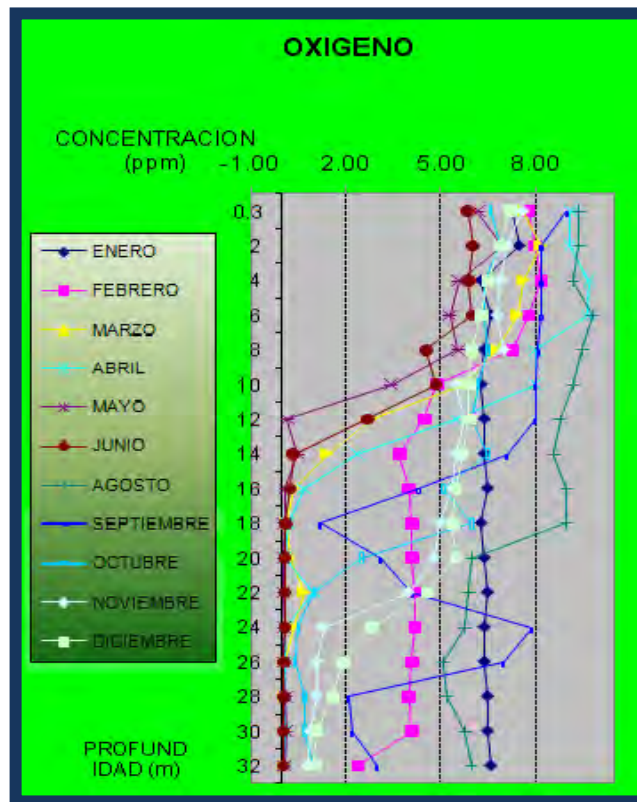 OXIGENO
CONCENTRACION
(ppm) -1.00 2.00 5.00 8.00
0.3
2
4
6
8
10
12
14
16
18
20
22
24
26
28
30
32
ENERO
FEBRERO
MARZO
ABRIL
MAYO
JUNIO
AGOSTO
SEPTIEMBRE
OCTUBRE
NOVIEMBRE
DICIEMBRE
PROFUND
IDAD (m)